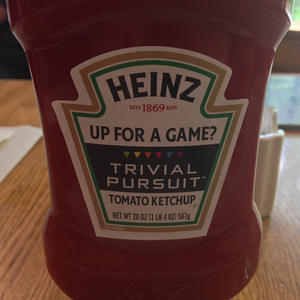 HEINZ
ESTD 1869 ESTD
UP FOR A GAME?
TRIVIAL
PURSUIT™
TOMATO KETCHUP
NET WT 20 OZ (1 LB 4 OZ) 567g